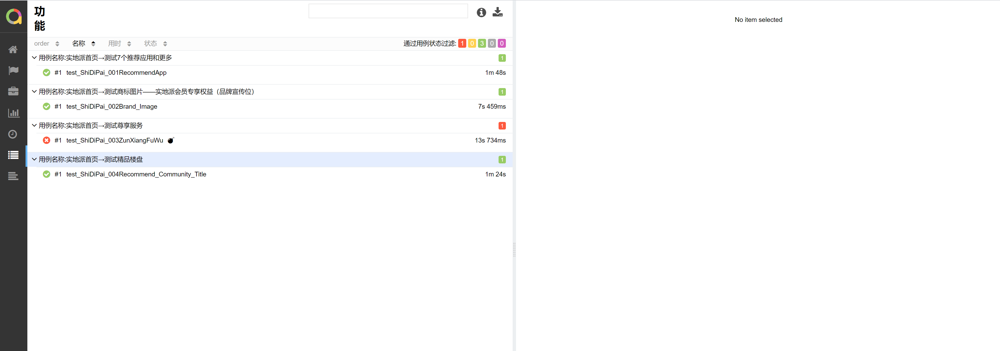 功
能
No item selected
order 名称 用时 状态 通过用例状态过滤: 1 0 3 0 0
用例名称:实地派首页→测试7个推荐应用和更多 1
#1 test_ShiDiPai_001RecommendApp 1m 48s
用例名称:实地派首页→测试商标图片——实地派会员专享权益（品牌宣传位） 1
#1 test_ShiDiPai_002Brand_Image 7s 459ms
用例名称:实地派首页→测试尊享服务 1
#1 test_ShiDiPai_003ZunXiangFuWu 13s 734ms
用例名称:实地派首页→测试精品楼盘 1
#1 test_ShiDiPai_004Recommend_Community_Title 1m 24s